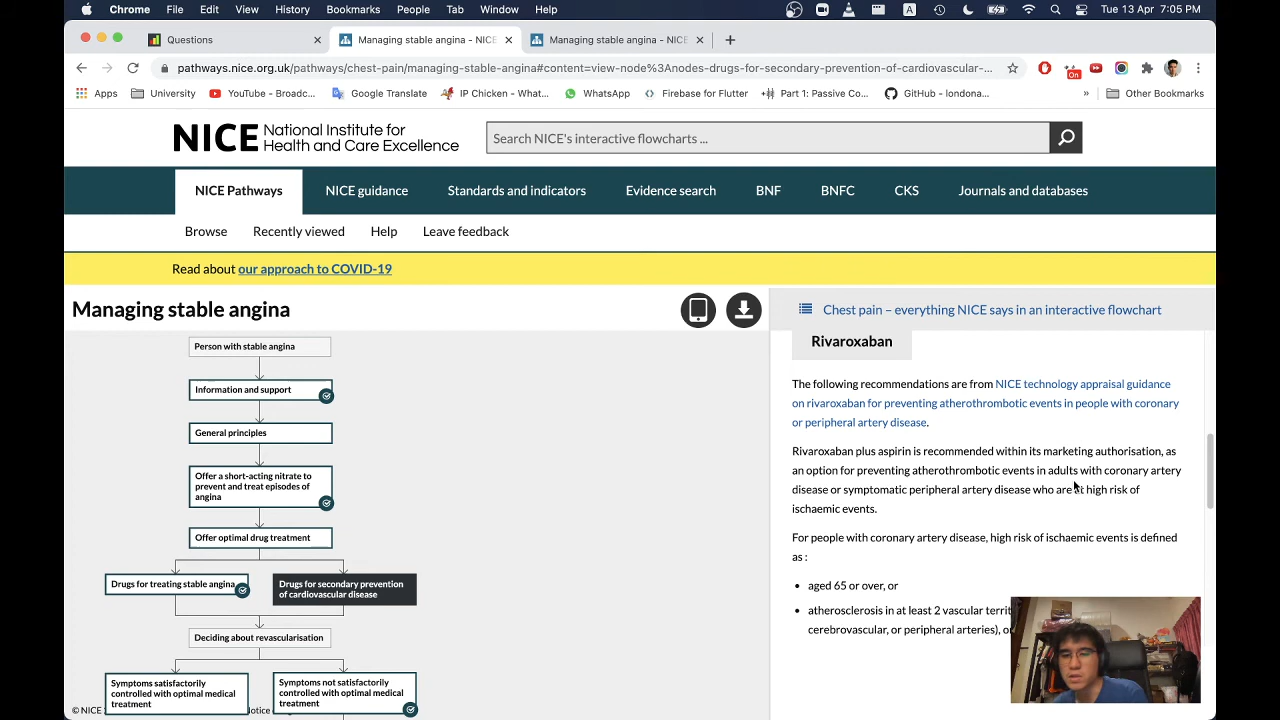 Chrome File Edit View History Bookmarks People Tab Window Help
A
Tue 13 Apr 7:05 PM
Questions
Managing stable angina - NICE
Managing stable angina - NICE
pathways.nice.org.uk/pathways/chest-pain/managing-stable-angina#content=view-node%3Anodes-drugs-for-secondary-prevention-of-cardiovascular-...
On
Apps University YouTube - Broadc... Google Translate IP Chicken - What... WhatsApp Firebase for Flutter Part 1: Passive Co... GitHub - londona... » Other Bookmarks
NICE National Institute for
Health and Care Excellence
Search NICE's interactive flowcharts ...
NICE Pathways NICE guidance Standards and indicators Evidence search BNF BNFC CKS Journals and databases
Browse Recently viewed Help Leave feedback
Read about our approach to COVID-19
Managing stable angina
Person with stable angina
Information and support
General principles
Offer a short-acting nitrate to
prevent and treat episodes of
angina
Offer optimal drug treatment
Drugs for treating stable angina
Drugs for secondary prevention
of cardiovascular disease
Deciding about revascularisation
Symptoms satisfactorily
controlled with optimal medical
treatment
Symptoms not satisfactorily
controlled with optimal medical
treatment
© NICE
otice
Chest pain – everything NICE says in an interactive flowchart
Rivaroxaban
The following recommendations are from NICE technology appraisal guidance
on rivaroxaban for preventing atherothrombotic events in people with coronary
or peripheral artery disease.
Rivaroxaban plus aspirin is recommended within its marketing authorisation, as
an option for preventing atherothrombotic events in adults with coronary artery
disease or symptomatic peripheral artery disease who are at high risk of
ischaemic events.
For people with coronary artery disease, high risk of ischaemic events is defined
as :
• aged 65 or over, or
• atherosclerosis in at least 2 vascular territ
cerebrovascular, or peripheral arteries), o